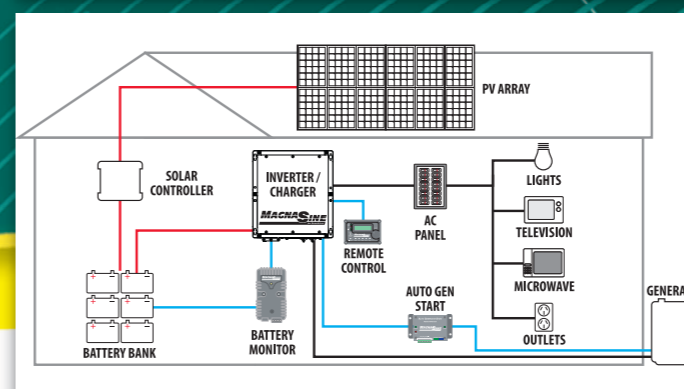 PV ARRAY
SOLAR
CONTROLLER
INVERTER /
CHARGER
MAGNASINE
AC
PANEL
LIGHTS
TELEVISION
REMOTE
CONTROL
MICROWAVE
AUTO GEN
START
GENERA
OUTLETS
BATTERY
MONITOR
BATTERY BANK